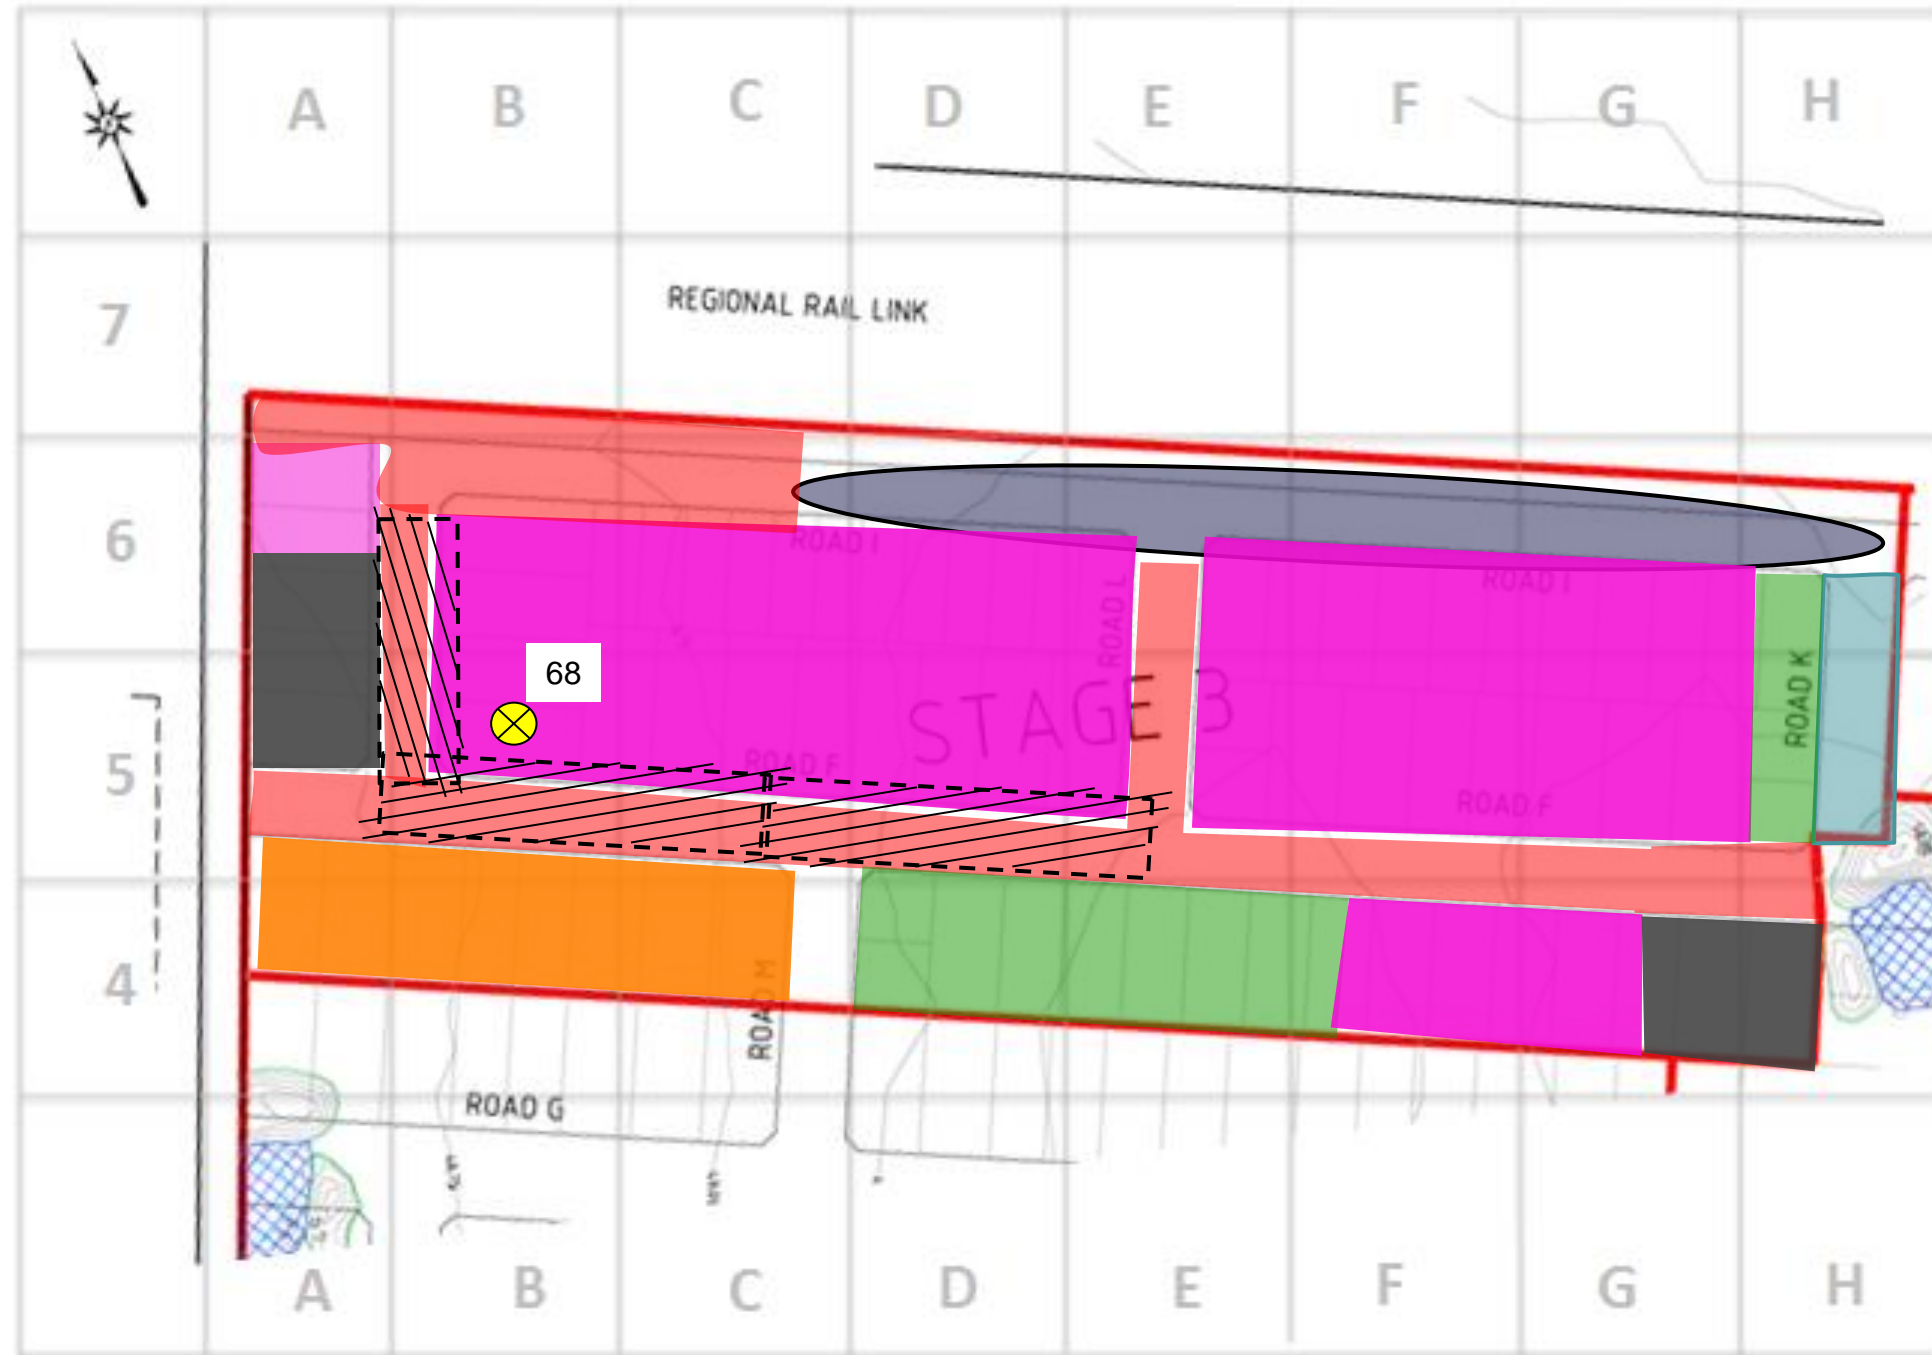 A B C D E F G H
7
REGIONAL RAIL LINK
6
ROAD I
ROAD I
ROAD L
68
ROAD K
STAGE 3
5
ROAD F
ROAD F
4
ROAD M
ROAD G
A B C D E F G H